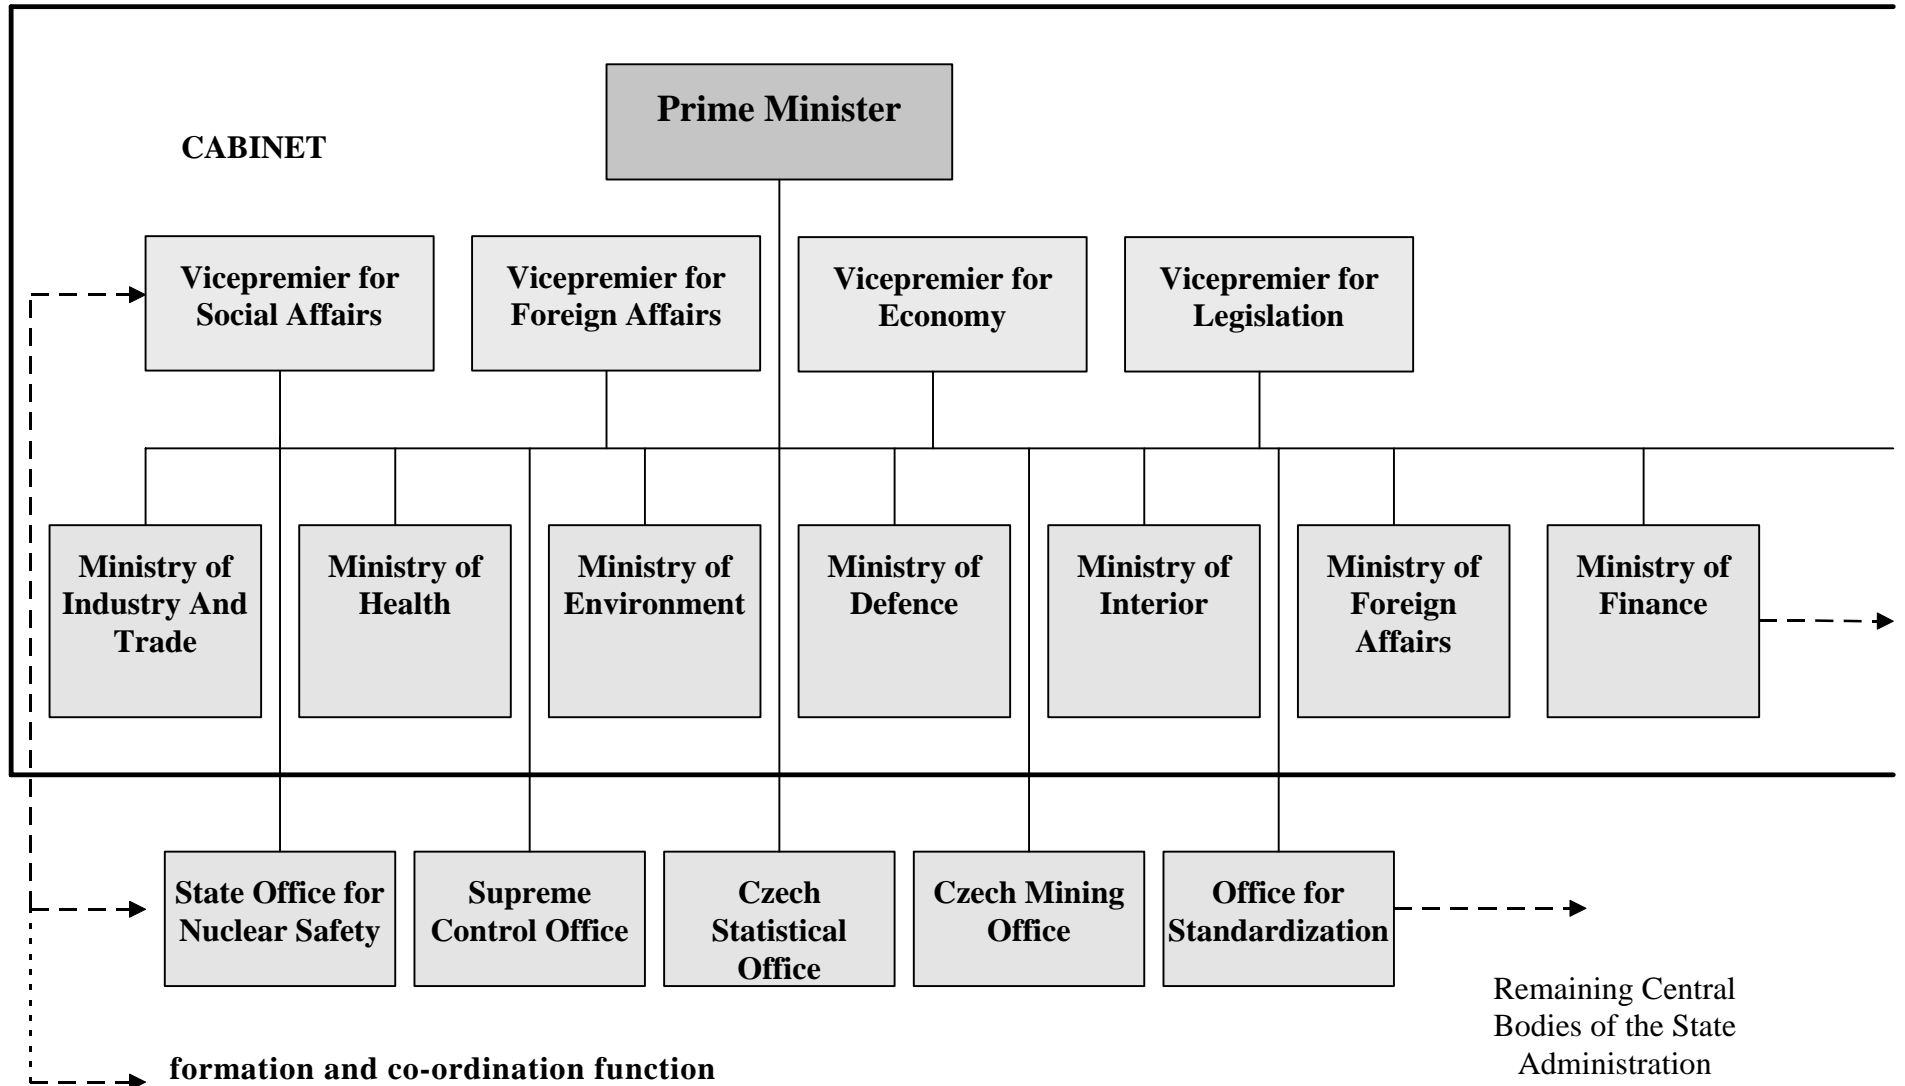 Prime Minister
CABINET
Vicepremier for
Social Affairs
Vicepremier for
Foreign Affairs
Vicepremier for
Economy
Vicepremier for
Legislation
Ministry of
Industry And
Trade
Ministry of
Health
Ministry of
Environment
Ministry of
Defence
Ministry of
Interior
Ministry of
Foreign
Affairs
Ministry of
Finance
State Office for
Nuclear Safety
Supreme
Control Office
Czech
Statistical
Office
Czech Mining
Office
Office for
Standardization
Remaining Central
Bodies of the State
Administration
formation and co-ordination function